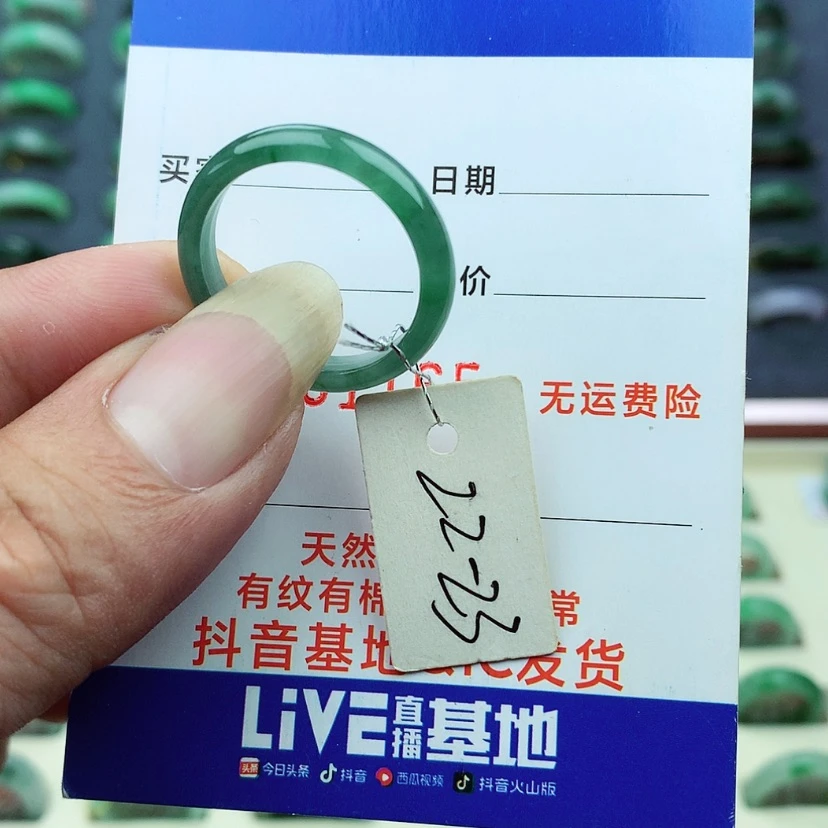 买 日期
价
无运费险
22-23
天然
有纹有棉 常
抖音基地 发货
LiVE直播基地
头条 今日头条 抖音 西瓜视频 抖音火山版